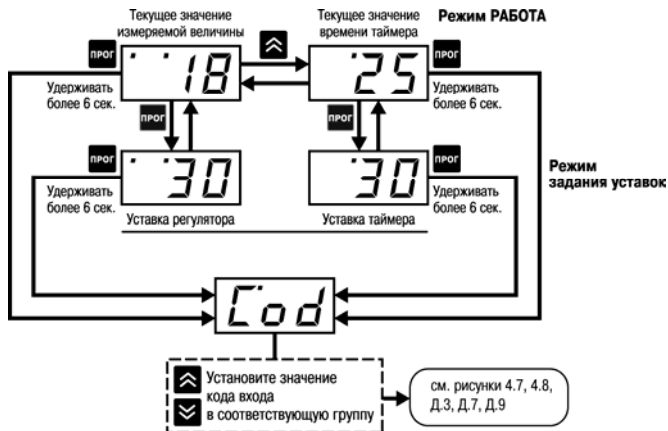 Текущее значение
измеряемой величины
Текущее значение
времени таймера
Режим РАБОТА
ПРОГ
18
25
ПРОГ
Удерживать
более 6 сек.
ПРОГ
ПРОГ
Удерживать
более 6 сек.
ПРОГ
30
30
ПРОГ
Режим
задания уставок
Удерживать
более 6 сек.
Уставка регулятора
Уставка таймера
Удерживать
более 6 сек.
Cod
Установите значение
кода входа
в соответствующую группу
см. рисунки 4.7, 4.8,
Д.3, Д.7, Д.9